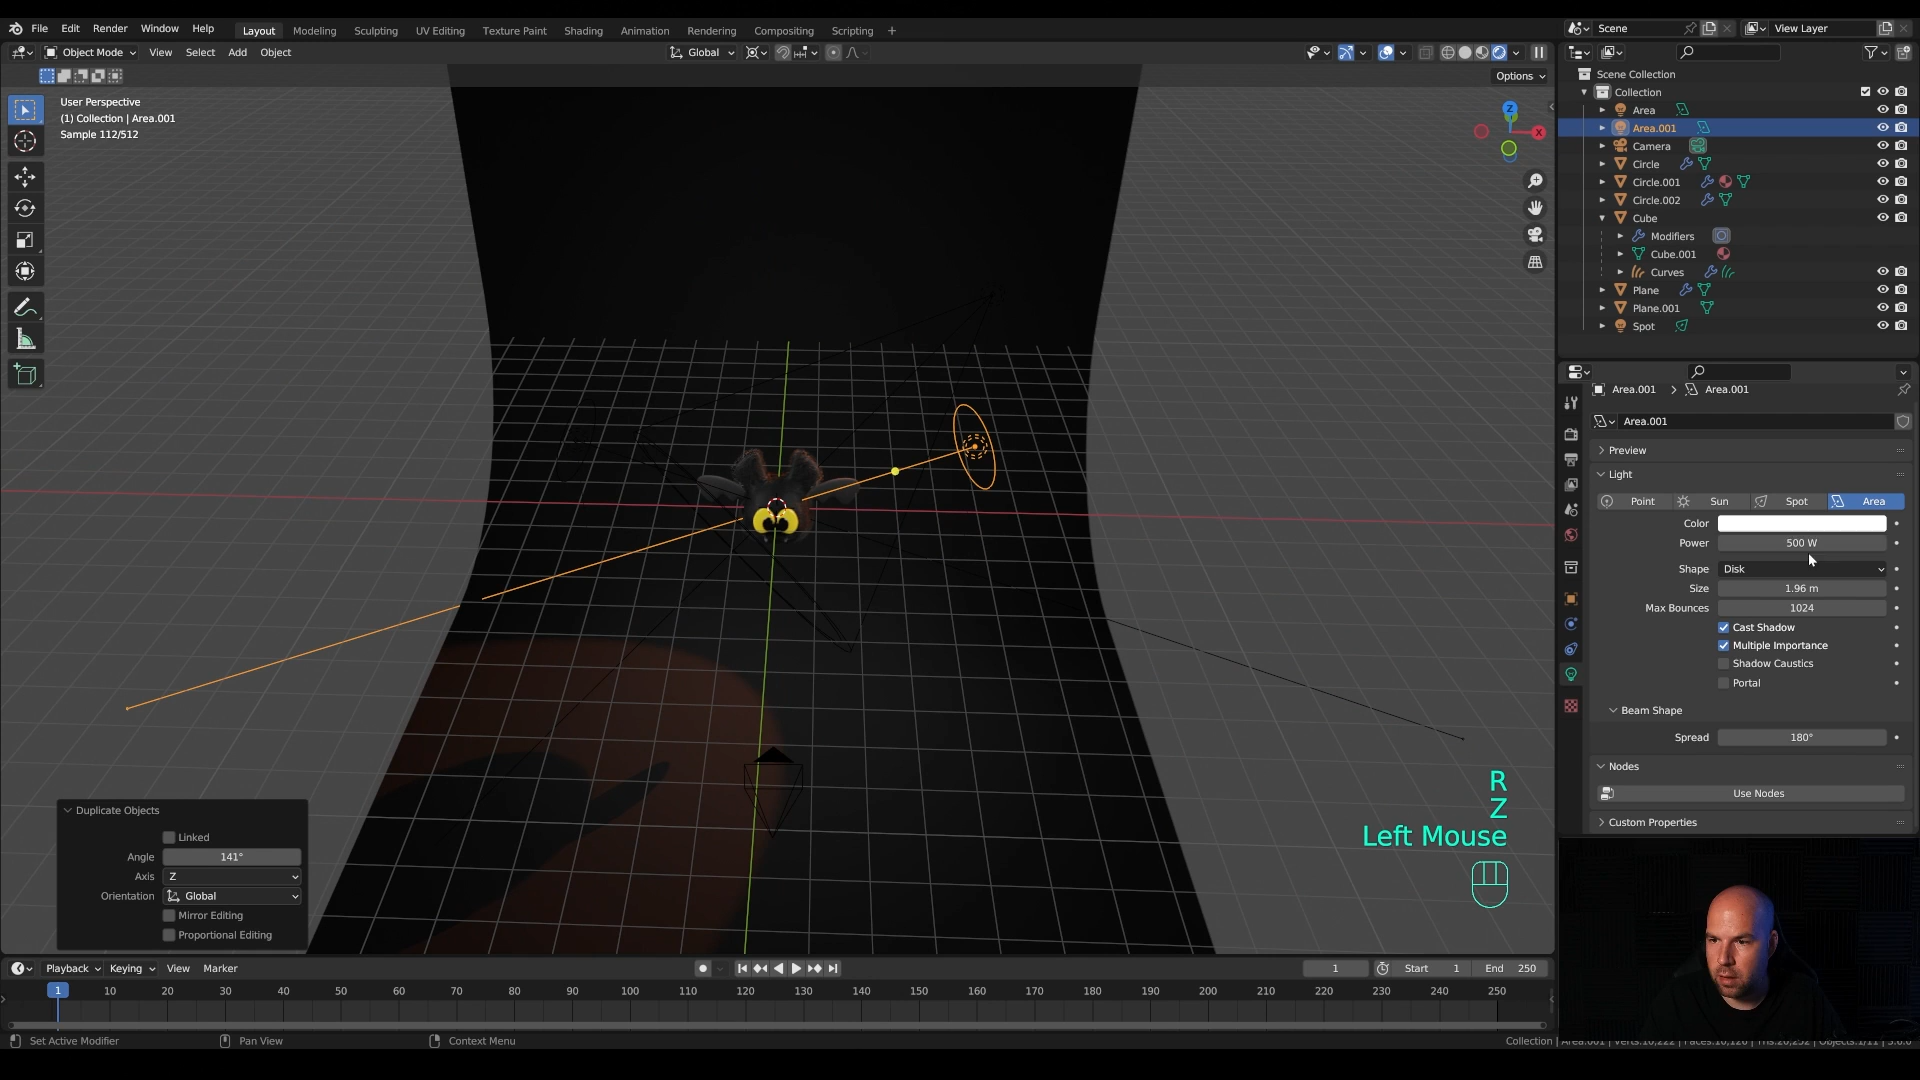 File Edit Render Window Help Layout Modeling Sculpting UV Editing Texture Paint Shading Animation Rendering Compositing Scripting + Scene View Layer
Object Mode View Select Add Object Global
Options
User Perspective
(1) Collection | Area.001
Sample 112/512
Z
X
Scene Collection
Collection
Area
Area.001
Camera
Circle
Circle.001
Circle.002
Cube
Modifiers
Cube.001
Curves
Plane
Plane.001
Spot
Area.001 > Area.001
Area.001
Preview
Light
Point Sun Spot Area
Color
Power 500 W
Shape Disk
Size 1.96 m
Max Bounces 1024
Cast Shadow
Multiple Importance
Shadow Caustics
Portal
Beam Shape
Spread 180°
Nodes
Use Nodes
Custom Properties
R
Z
Left Mouse
Duplicate Objects
Linked
Angle 141°
Axis Z
Orientation Global
Mirror Editing
Proportional Editing
Playback Keying View Marker 1 Start 1 End 250
1 10 20 30 40 50 60 70 80 90 100 110 120 130 140 150 160 170 180 190 200 210 220 230 240 250
Set Active Modifier Pan View Context Menu Collection